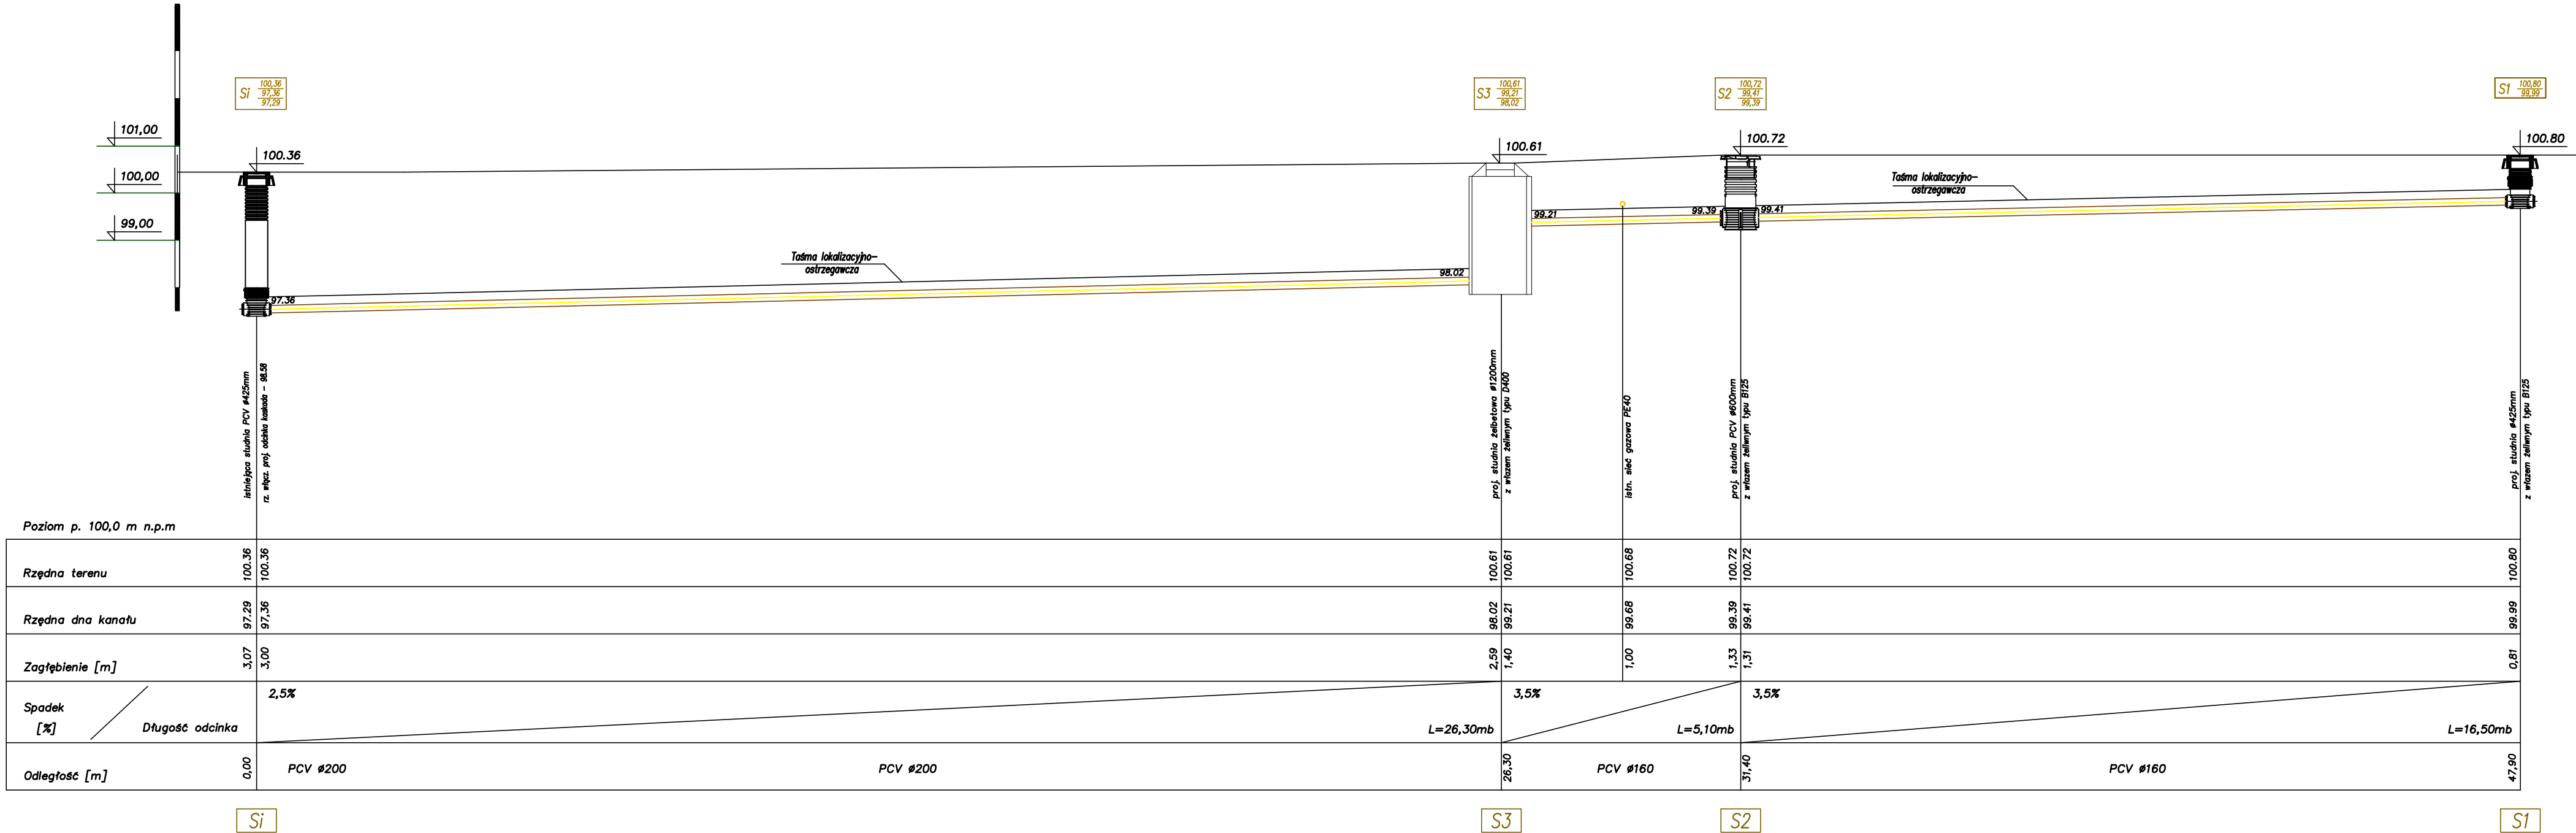 Si 100,36 97,36 97,29
S3 100,61 99,21 98,02
S2 100,72 99,41 99,39
S1 100,80 99,99
101,00
100,00
99,00
100.36
100.61
100.72
100.80
Taśma lokalizacyjno-
ostrzegawcza
99.21
99.39
99.41
Taśma lokalizacyjno-
ostrzegawcza
98.02
97.36
istniejąca studnia PCV ø425mm
rz. włącz. proj. odcinka kaskada - 98.58
proj. studnia żelbetowa ø1200mm
z włazem żeliwnym typu D400
istn. sieć gazowa PE40
proj. studnia PCV ø600mm
z włazem żeliwnym typu B125
proj. studnia ø425mm
z włazem żeliwnym typu B125
Poziom p. 100,0 m n.p.m
Rzędna terenu 100.36 100.36 100.61 100.61 100.68 100.72 100.72 100.80
Rzędna dna kanału 97.29 97,36 98.02 99.21 99.68 99.39 99.41 99.99
Zagłębienie [m] 3,07 3,00 2,59 1,40 1,00 1,33 1,31 0,81
Spadek
[%]
Długość odcinka
2,5% L=26,30mb
3,5% L=5,10mb
3,5% L=16,50mb
Odległość [m] 0,00 PCV ø200 PCV ø200 26,30 PCV ø160 31,40 PCV ø160 47,90
Si S3 S2 S1